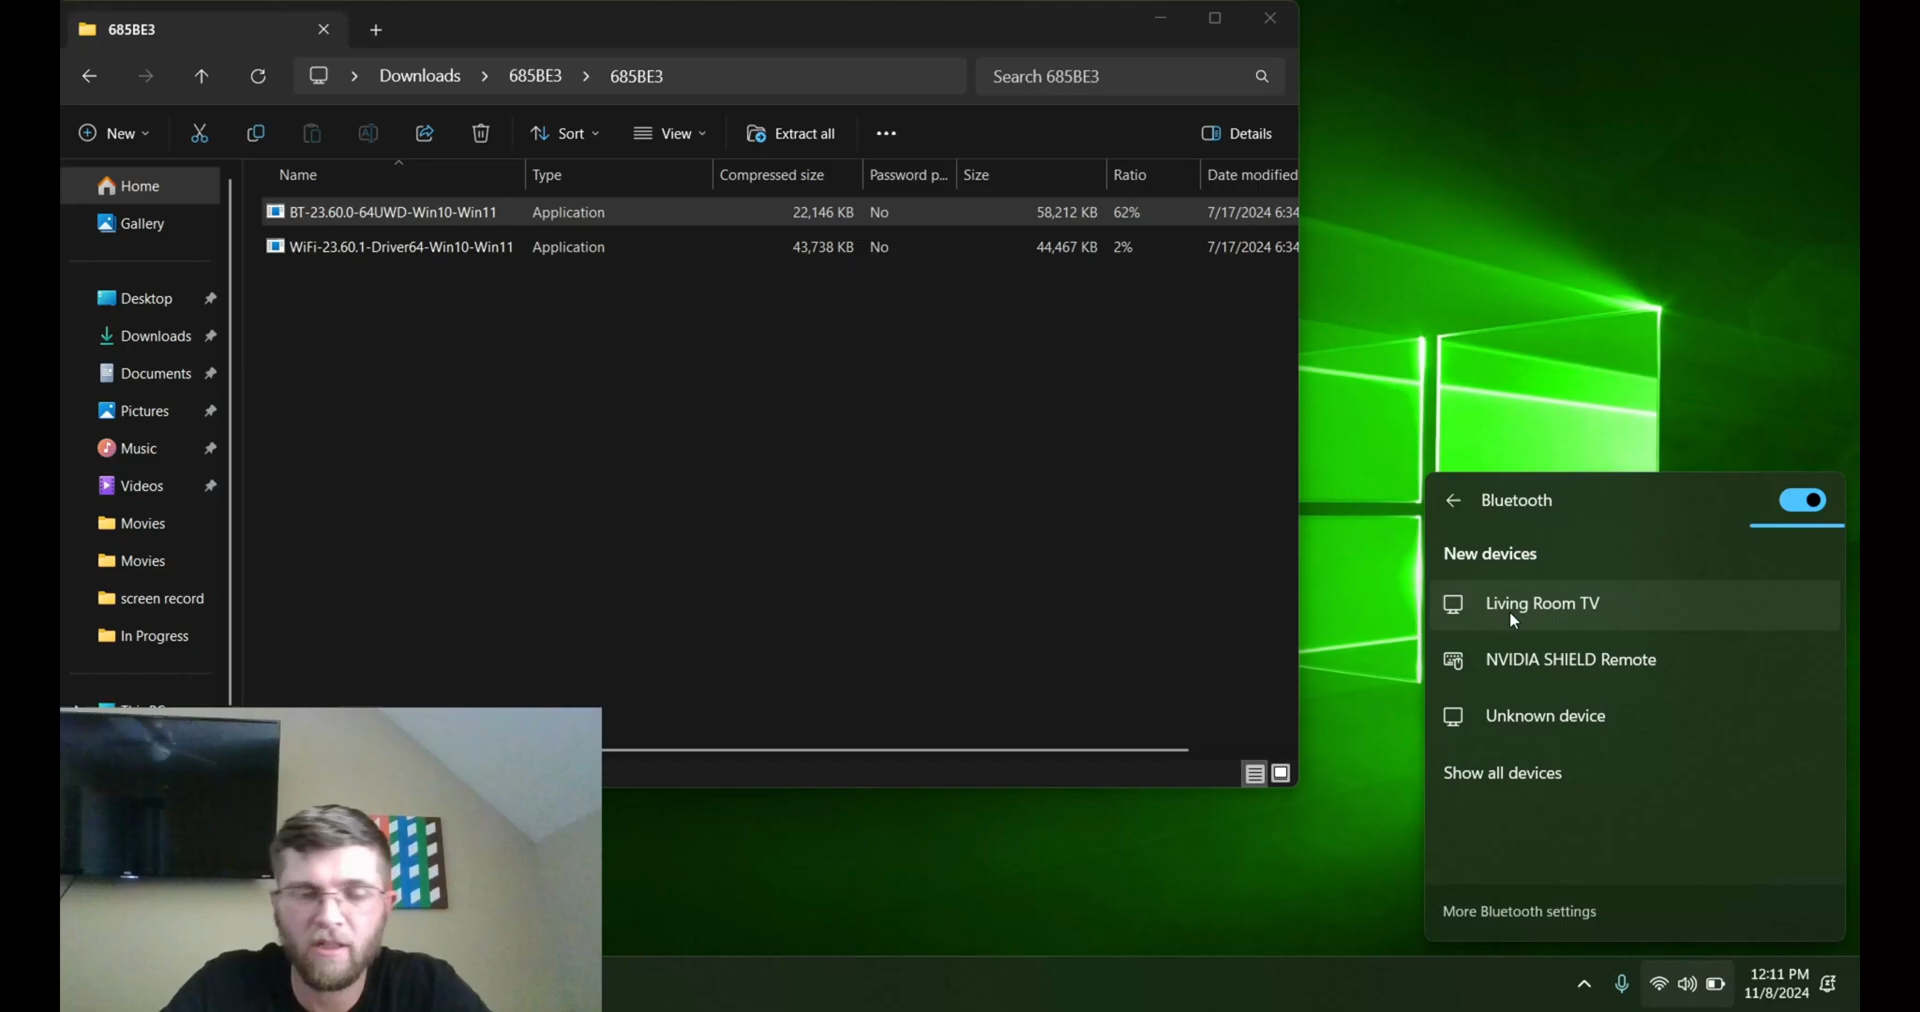 685BE3
Downloads > 685BE3 > 685BE3
Search 685BE3
New
Sort
View
Extract all
Details
Name Type Compressed size Password p... Size Ratio Date modified
BT-23.60.0-64UWD-Win10-Win11 Application 22,146 KB No 58,212 KB 62% 7/17/2024 6:34
WiFi-23.60.1-Driver64-Win10-Win11 Application 43,738 KB No 44,467 KB 2% 7/17/2024 6:34
Home
Gallery
Desktop
Downloads
Documents
Pictures
Music
Videos
Movies
Movies
screen record
In Progress
Bluetooth
New devices
Living Room TV
NVIDIA SHIELD Remote
Unknown device
Show all devices
More Bluetooth settings
12:11 PM
11/8/2024